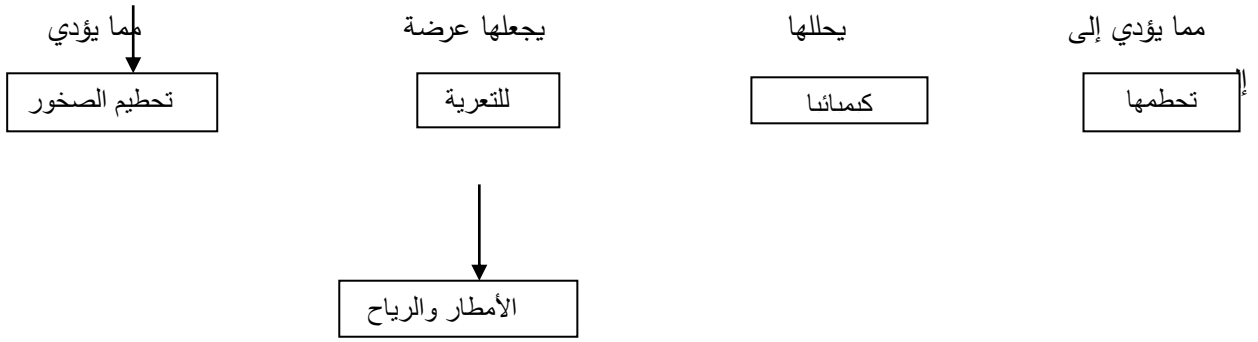 مما يؤدي إلى يحللها يجعلها عرضة مما يؤدي
إ
تحطمها كيميائيا للتعرية تحطيم الصخور
الأمطار والرياح